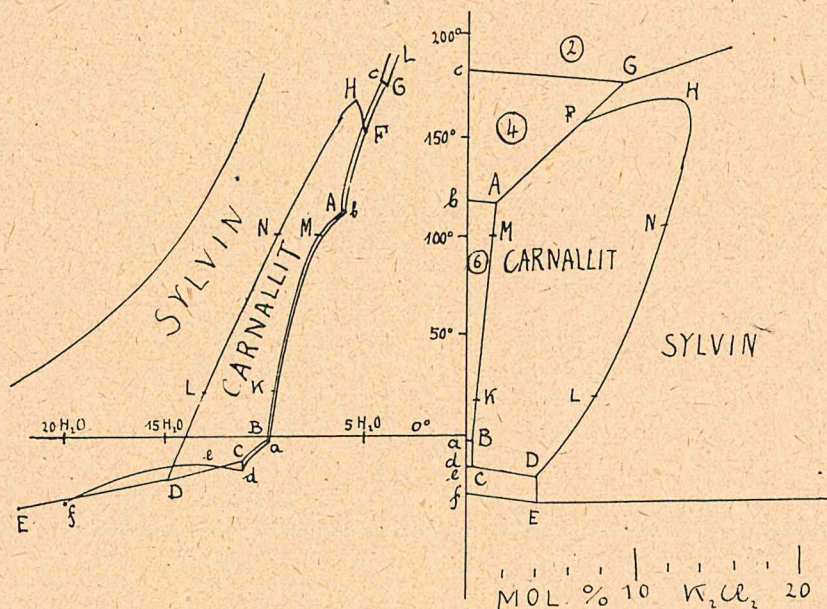 200°
②
c
G
L
c
G
H
H
F
④
F
150°
A
b
b
A
N
M
100°
M
N
⑥
CARNALLIT
SYLVIN
CARNALLIT
50°
SYLVIN
L
K
K
L
20 H₂O
15 H₂O
B
5 H₂O
0°
a
a
B
e
C
d
d
D
e
C
D
f
f
E
E
MOL. % 10 K₂Cl₂ 20